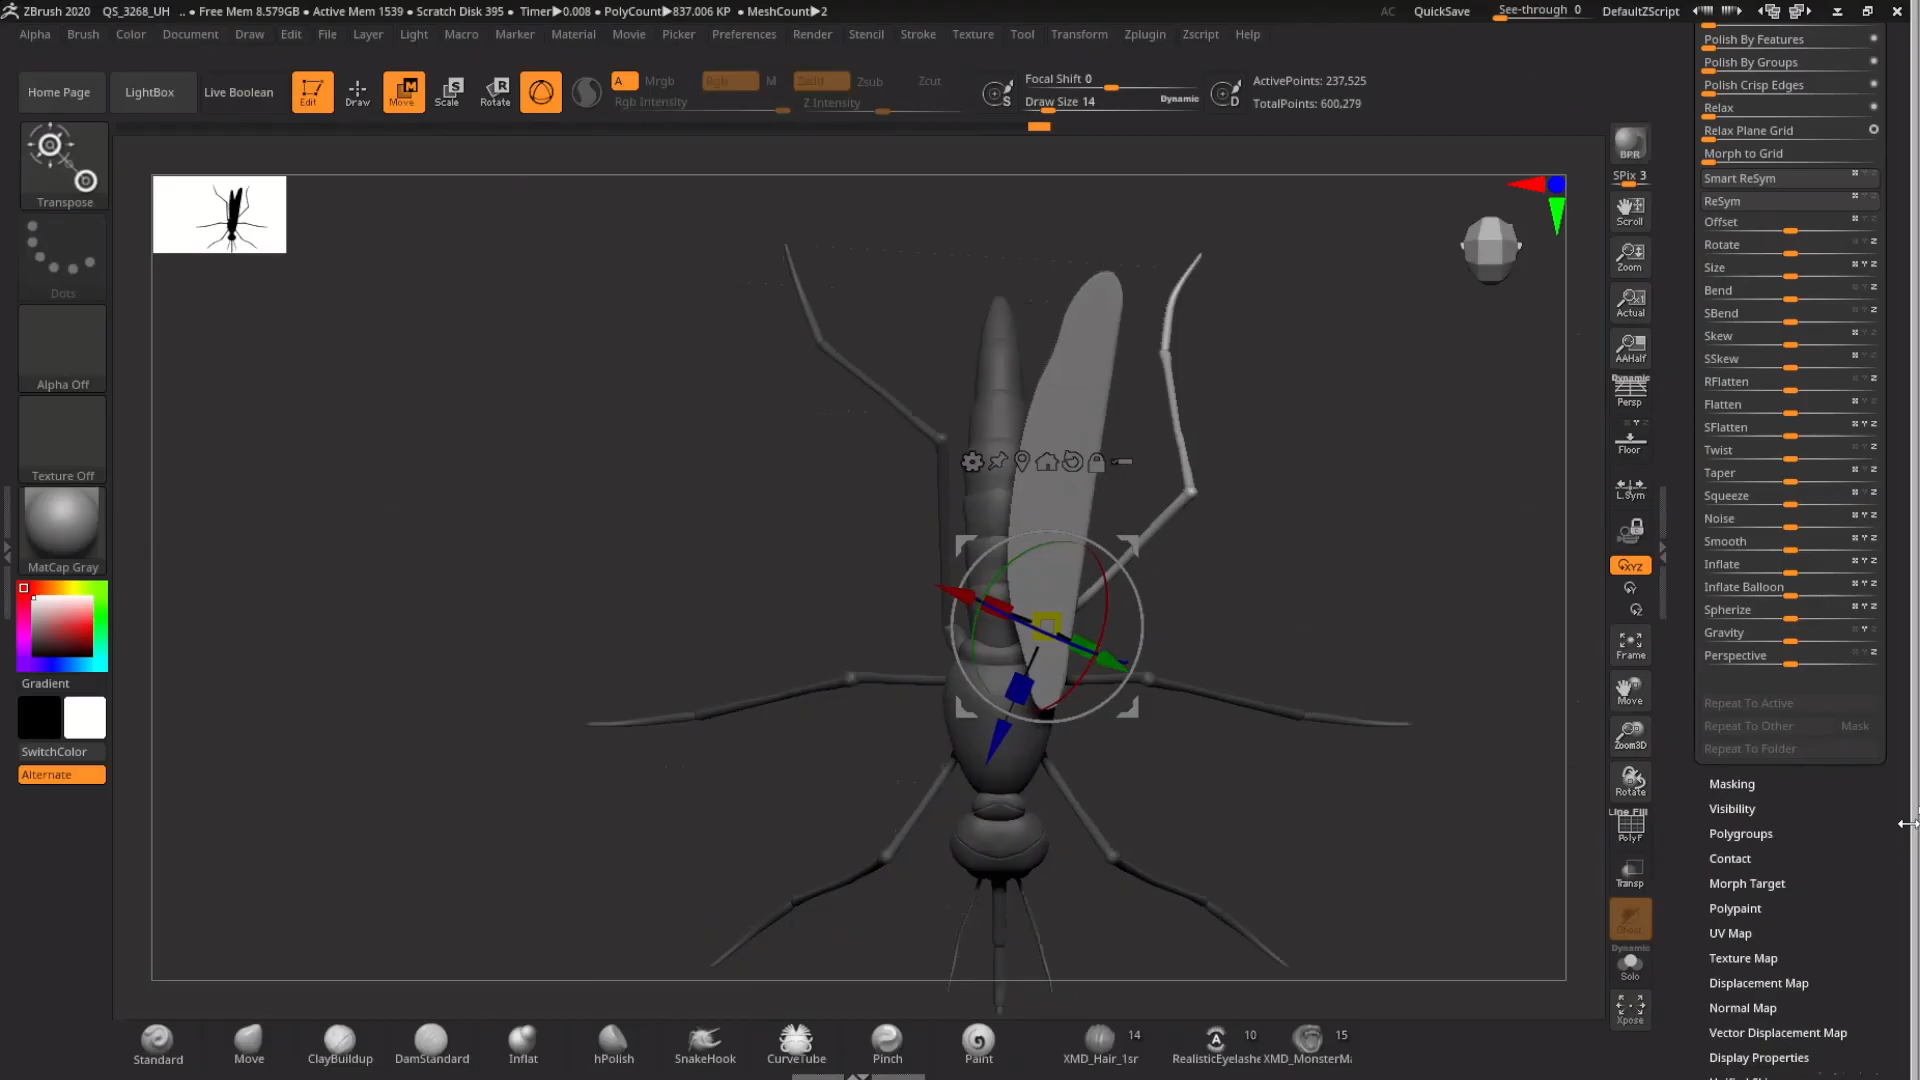 ZBrush 2020 QS_3268_UH .. • Free Mem 8.579GB • Active Mem 1539 • Scratch Disk 395 • Timer▶0.008 • PolyCount▶837.006 KP • MeshCount▶2 AC QuickSave See-through 0 DefaultZScript
Alpha Brush Color Document Draw Edit File Layer Light Macro Marker Material Movie Picker Preferences Render Stencil Stroke Texture Tool Transform Zplugin Zscript Help
Home Page LightBox Live Boolean Edit Draw Move Scale Rotate
A Mrgb Rgb M Zadd Zsub Zcut
Rgb Intensity Z Intensity
Focal Shift 0
Draw Size 14 Dynamic
ActivePoints: 237,525
TotalPoints: 600,279
Transpose
Dots
Alpha Off
Texture Off
MatCap Gray
Gradient
SwitchColor
Alternate
BPR
SPix 3
Scroll
Zoom
Actual
AAHalf
Dynamic
Persp
Floor
L.Sym
XYZ
Frame
Move
Zoom3D
Rotate
Line Fill
PolyF
Transp
Ghost
Dynamic
Solo
Xpose
Polish By Features
Polish By Groups
Polish Crisp Edges
Relax
Relax Plane Grid
Morph to Grid
Smart ReSym
ReSym
Offset
Rotate
Size
Bend
SBend
Skew
SSkew
RFlatten
Flatten
SFlatten
Twist
Taper
Squeeze
Noise
Smooth
Inflate
Inflate Balloon
Spherize
Gravity
Perspective
Repeat To Active
Repeat To Other Mask
Repeat To Folder
Masking
Visibility
Polygroups
Contact
Morph Target
Polypaint
UV Map
Texture Map
Displacement Map
Normal Map
Vector Displacement Map
Display Properties
14 10 15
Standard Move ClayBuildup DamStandard Inflat hPolish SnakeHook CurveTube Pinch Paint XMD_Hair_1sr RealisticEyelashe XMD_MonsterMa